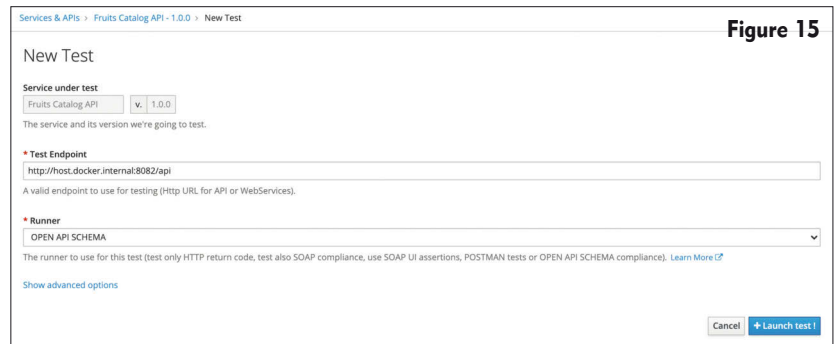 Services & APIs > Fruits Catalog API - 1.0.0 > New Test
Figure 15
New Test
Service under test
Fruits Catalog API v. 1.0.0
The service and its version we're going to test.
* Test Endpoint
http://host.docker.internal:8082/api
A valid endpoint to use for testing (Http URL for API or WebServices).
* Runner
OPEN API SCHEMA
The runner to use for this test (test only HTTP return code, test also SOAP compliance, use SOAP UI assertions, POSTMAN tests or OPEN API SCHEMA compliance). Learn More
Show advanced options
Cancel + Launch test !